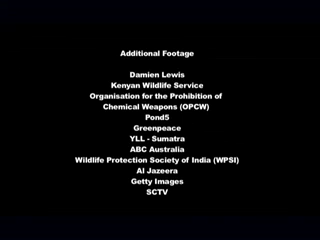 Additional Footage
Damien Lewis
Kenyan Wildlife Service
Organisation for the Prohibition of
Chemical Weapons (OPCW)
Pond5
Greenpeace
YLL - Sumatra
ABC Australia
Wildlife Protection Society of India (WPSI)
Al Jazeera
Getty Images
SCTV